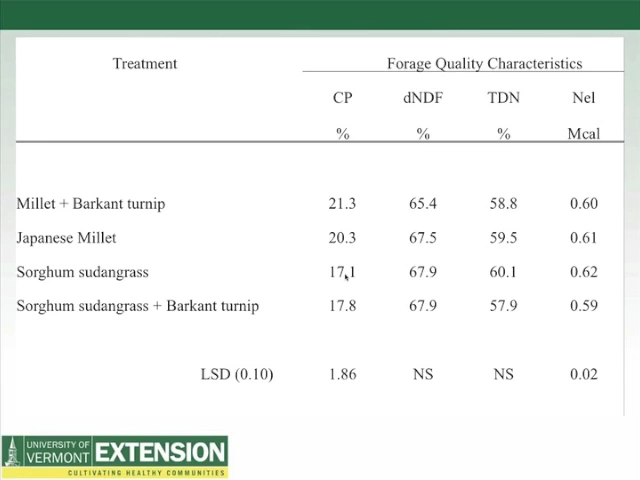 Treatment Forage Quality Characteristics
CP dNDF TDN Nel
% % % Mcal
Millet + Barkant turnip 21.3 65.4 58.8 0.60
Japanese Millet 20.3 67.5 59.5 0.61
Sorghum sudangrass 17.1 67.9 60.1 0.62
Sorghum sudangrass + Barkant turnip 17.8 67.9 57.9 0.59
LSD (0.10) 1.86 NS NS 0.02
UNIVERSITY OF
VERMONT EXTENSION
CULTIVATING HEALTHY COMMUNITIES